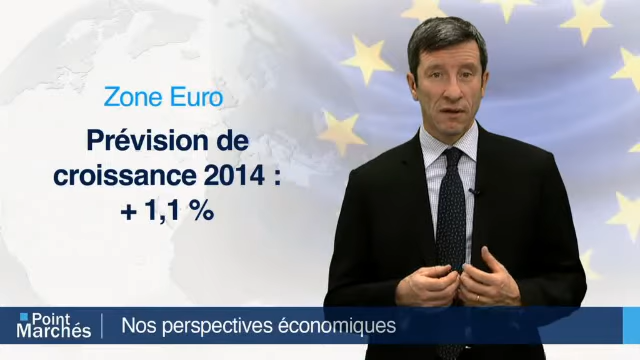 Zone Euro
Prévision de
croissance 2014 :
+ 1,1 %
Point
Marchés
Nos perspectives économiques